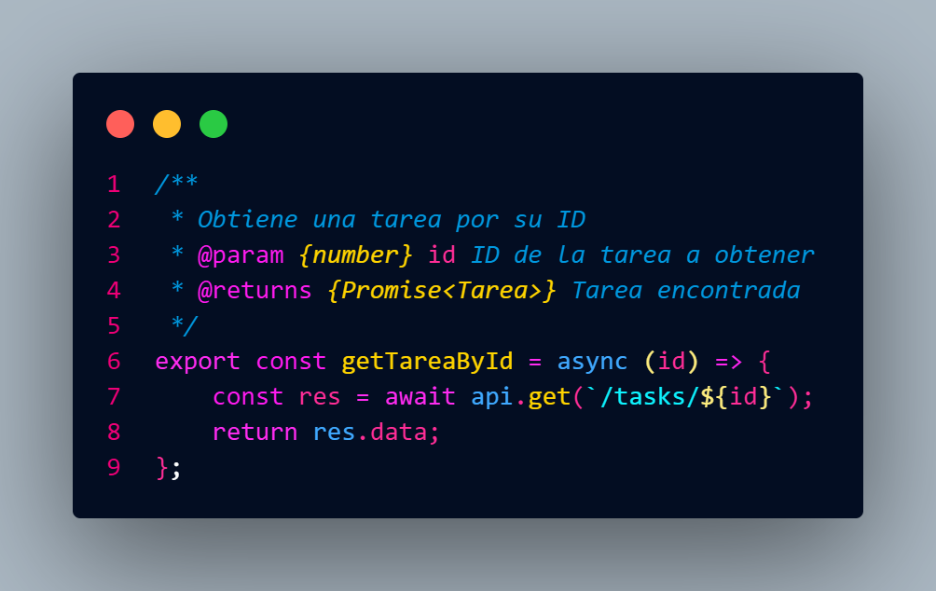 1 /**
2  * Obtiene una tarea por su ID
3  * @param {number} id ID de la tarea a obtener
4  * @returns {Promise<Tarea>} Tarea encontrada
5  */
6 export const getTareaById = async (id) => {
7     const res = await api.get(`/tasks/${id}`);
8     return res.data;
9 };